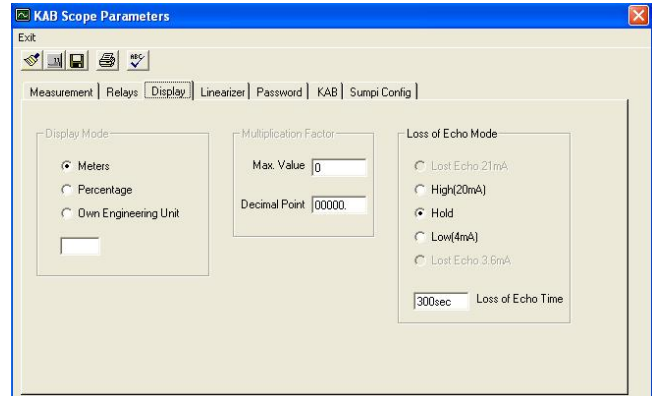 KAB Scope Parameters
Exit
ABC
Measurement Relays Display Linearizer Password KAB Sumpi Config
Display Mode
Meters
Percentage
Own Engineering Unit
Multiplication Factor
Max. Value 0
Decimal Point 00000.
Loss of Echo Mode
Lost Echo 21mA
High(20mA)
Hold
Low(4mA)
Lost Echo 3.6mA
300sec Loss of Echo Time